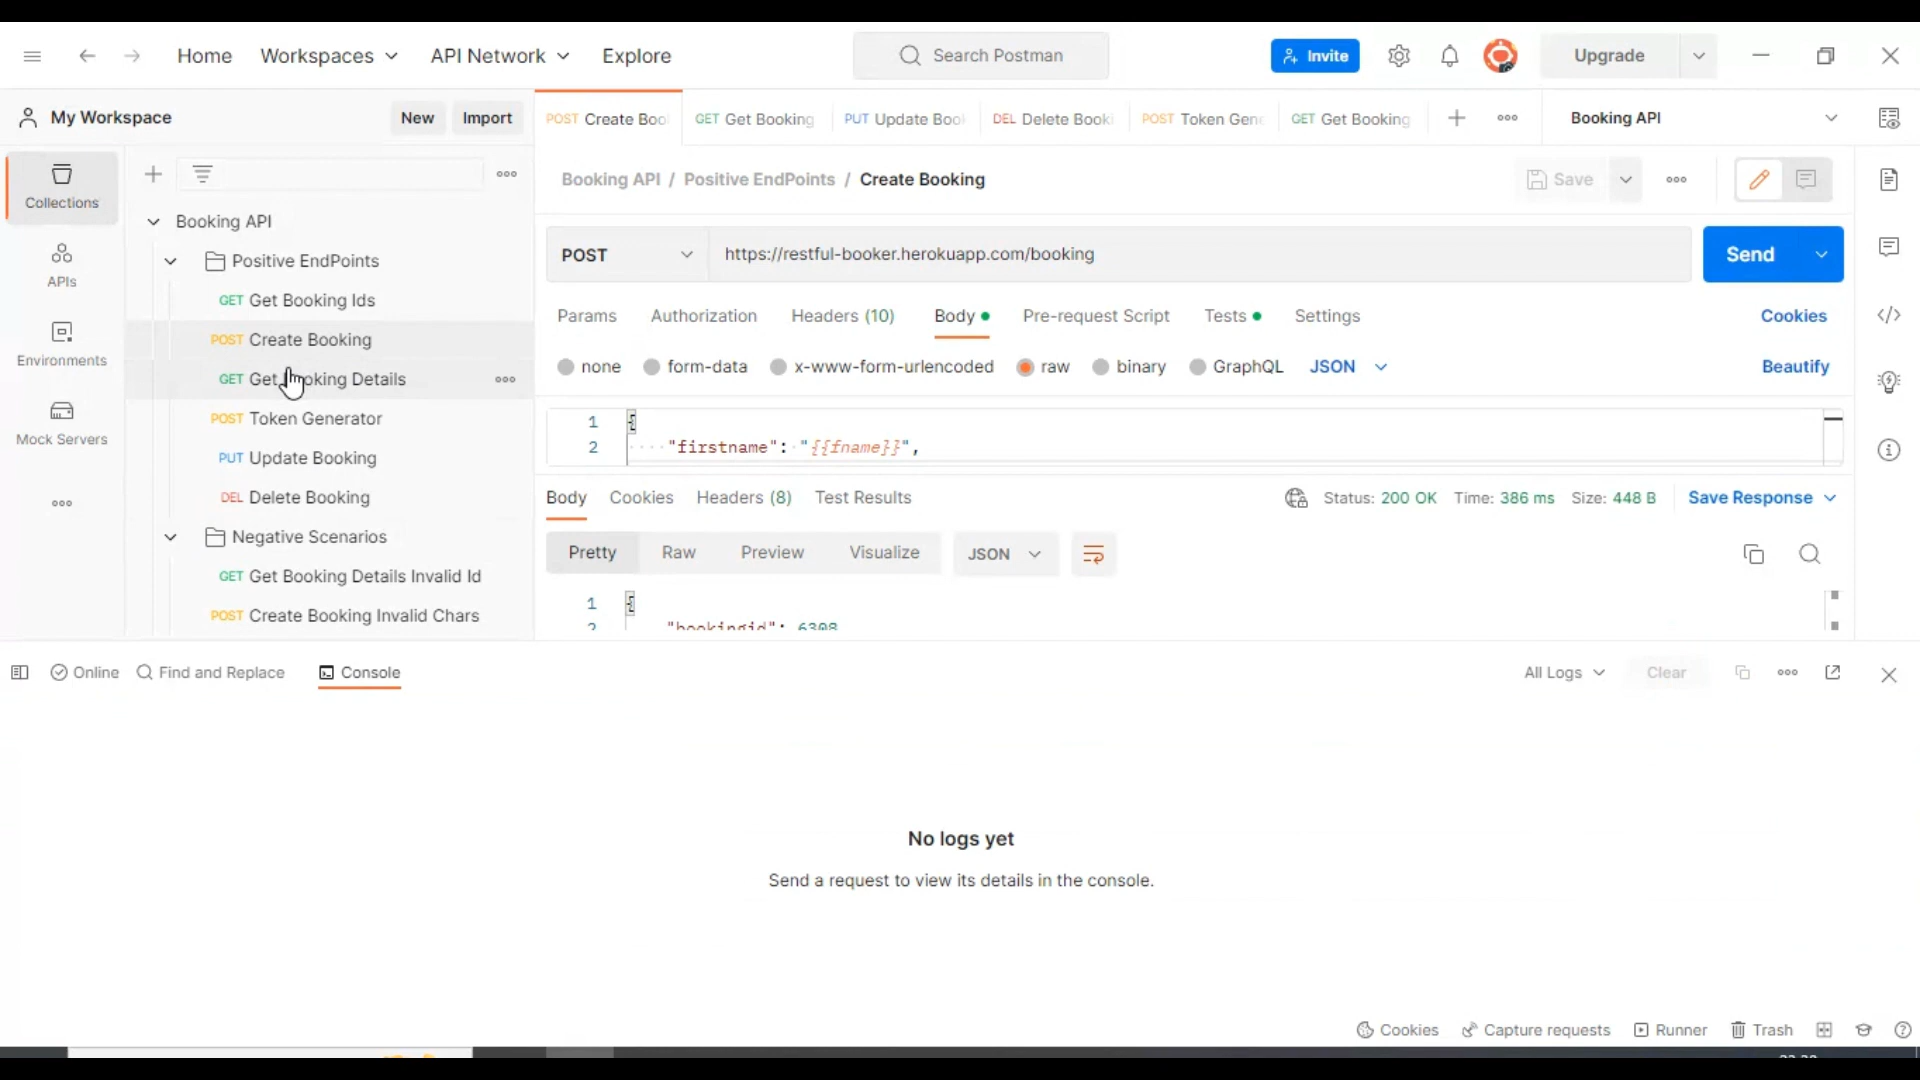 Home Workspaces API Network Explore Search Postman Invite Upgrade
My Workspace New Import POST Create Boo GET Get Booking PUT Update Boo DEL Delete Booki POST Token Gen GET Get Booking Booking API
Booking API / Positive EndPoints / Create Booking Save
Collections
APIs
Environments
Mock Servers
Booking API
Positive EndPoints
GET Get Booking Ids
POST Create Booking
GET Get Booking Details
POST Token Generator
PUT Update Booking
DEL Delete Booking
Negative Scenarios
GET Get Booking Details Invalid Id
POST Create Booking Invalid Chars
POST https://restful-booker.herokuapp.com/booking Send
Params Authorization Headers (10) Body Pre-request Script Tests Settings Cookies
none form-data x-www-form-urlencoded raw binary GraphQL JSON Beautify
1 {
2 "firstname": "{{fname}}",
Body Cookies Headers (8) Test Results Status: 200 OK Time: 386 ms Size: 448 B Save Response
Pretty Raw Preview Visualize JSON
1 {
2 "bookingid": 6308
Online Find and Replace Console All Logs Clear
No logs yet
Send a request to view its details in the console.
Cookies Capture requests Runner Trash